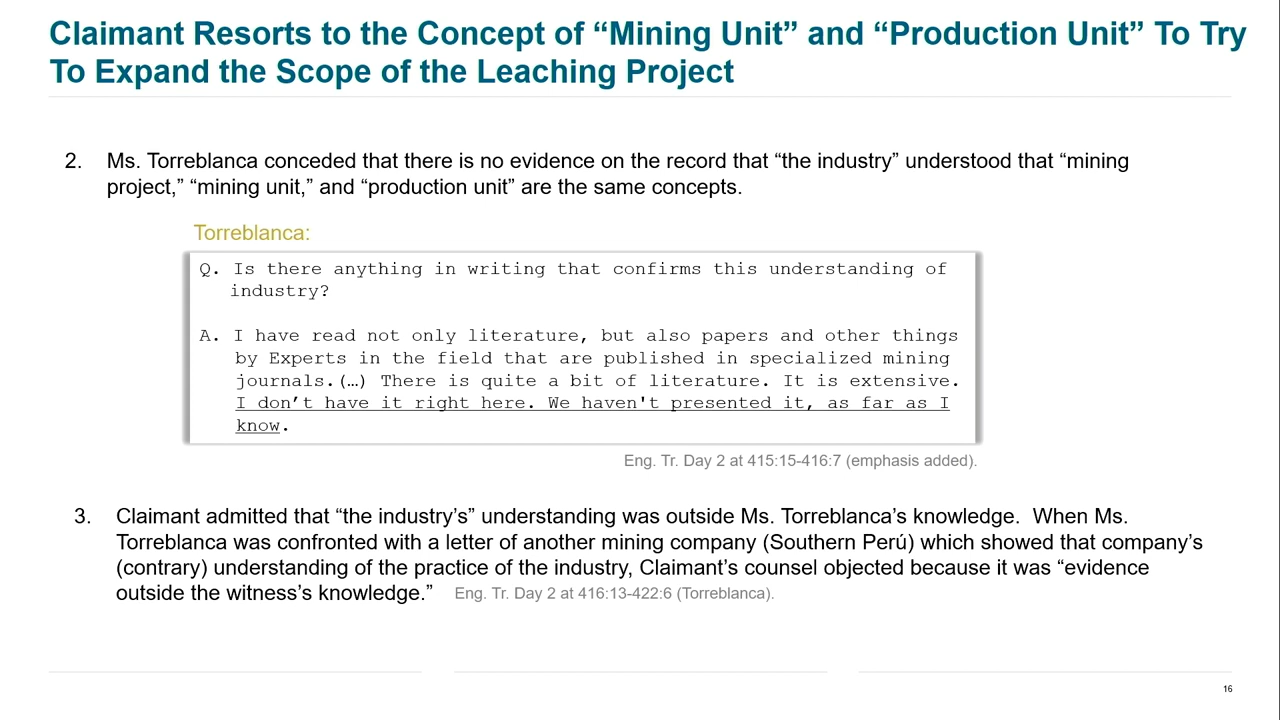 Claimant Resorts to the Concept of “Mining Unit” and “Production Unit” To Try
To Expand the Scope of the Leaching Project
2. Ms. Torreblanca conceded that there is no evidence on the record that “the industry” understood that “mining
project,” “mining unit,” and “production unit” are the same concepts.
Torreblanca:
Q. Is there anything in writing that confirms this understanding of
industry?
A. I have read not only literature, but also papers and other things
by Experts in the field that are published in specialized mining
journals.(…) There is quite a bit of literature. It is extensive.
I don’t have it right here. We haven't presented it, as far as I
know.
Eng. Tr. Day 2 at 415:15-416:7 (emphasis added).
3. Claimant admitted that “the industry’s” understanding was outside Ms. Torreblanca’s knowledge.  When Ms.
Torreblanca was confronted with a letter of another mining company (Southern Perú) which showed that company’s
(contrary) understanding of the practice of the industry, Claimant’s counsel objected because it was “evidence
outside the witness’s knowledge.” Eng. Tr. Day 2 at 416:13-422:6 (Torreblanca).
16